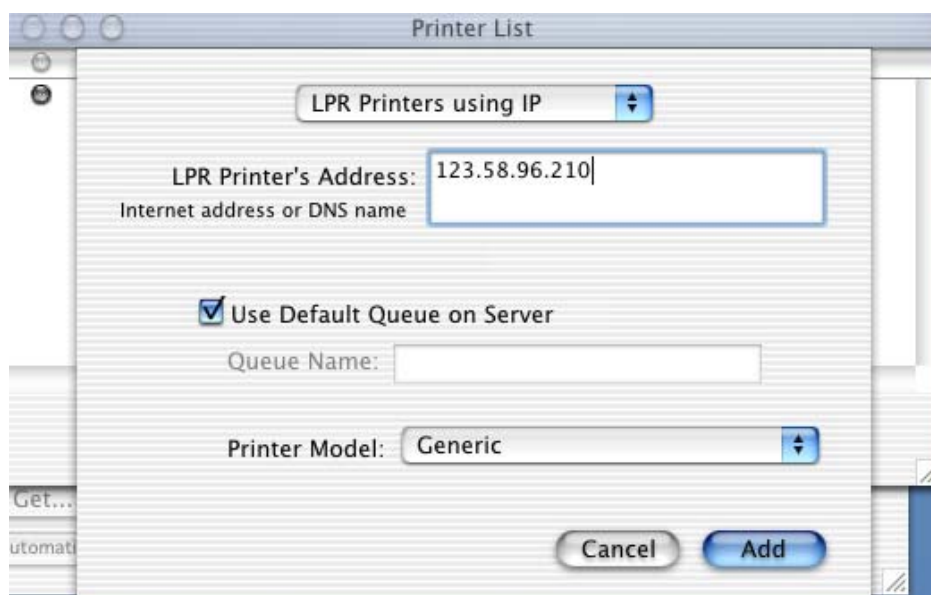 Printer List
LPR Printers using IP
LPR Printer's Address:
123.58.96.210
Internet address or DNS name
Use Default Queue on Server
Queue Name:
Printer Model:
Generic
Get...
utomati
Cancel
Add